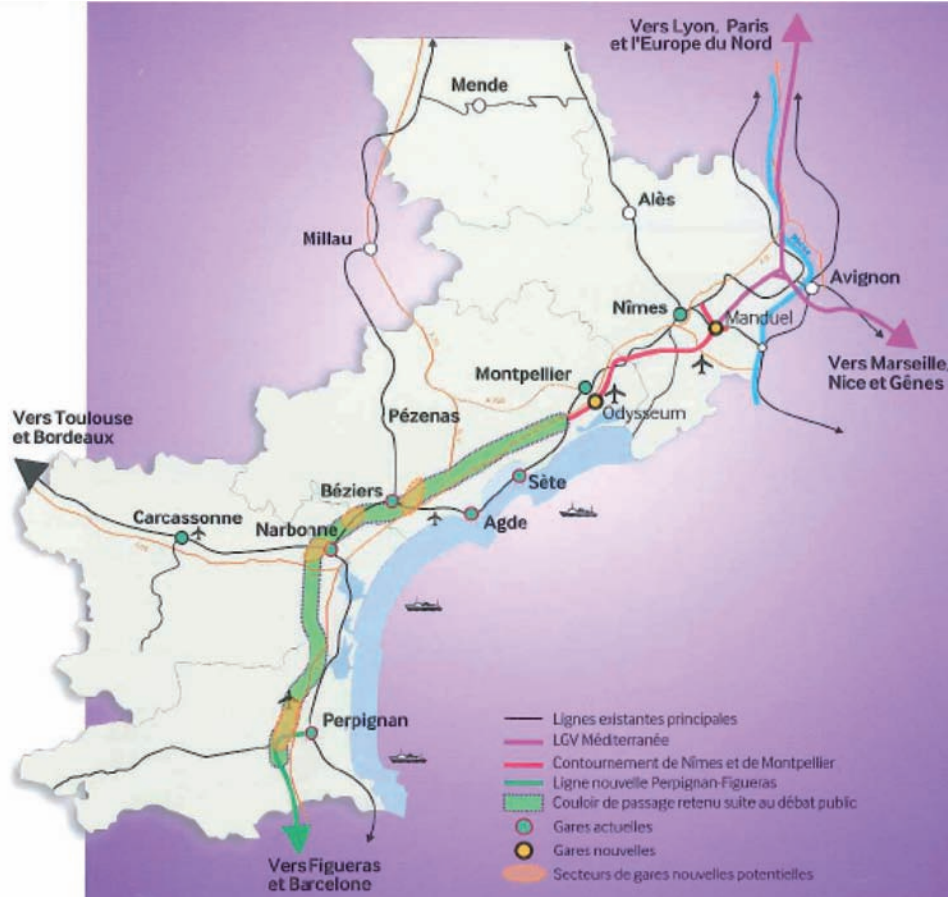 Vers Lyon, Paris
et l'Europe du Nord
Mende
Alès
Millau
Avignon
Nîmes
Manduel
Vers Marseille,
Nice et Gênes
Montpellier
Odysseum
Pézenas
Vers Toulouse
et Bordeaux
Béziers
Sète
Agde
Carcassonne
Narbonne
Perpignan
Vers Figueras
et Barcelone
Lignes existantes principales
LGV Méditerranée
Contournement de Nîmes et de Montpellier
Ligne nouvelle Perpignan-Figueras
Couloir de passage retenu suite au débat public
Gares actuelles
Gares nouvelles
Secteurs de gares nouvelles potentielles